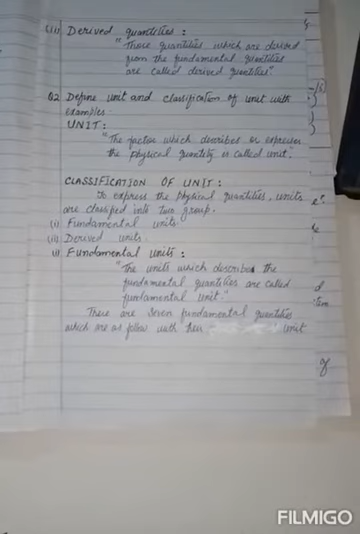 (ii) Derived quantities :
"Those quantities which are derived
from the fundamental quantities
are called derived quantities"
Q2 Define unit and classification of unit with
examples.
UNIT :
"The factor which describes or expresses
the physical quantity is called unit."
CLASSIFICATION OF UNIT :
To express the physical quantities, units
are classified into two group.
(i) Fundamental units.
(ii) Derived units.
(i) Fundamental units :
"The units which describes the
fundamental quantities are called
fundamental unit."
There are seven fundamental quantities
which are as follow with their unit
FILMIGO